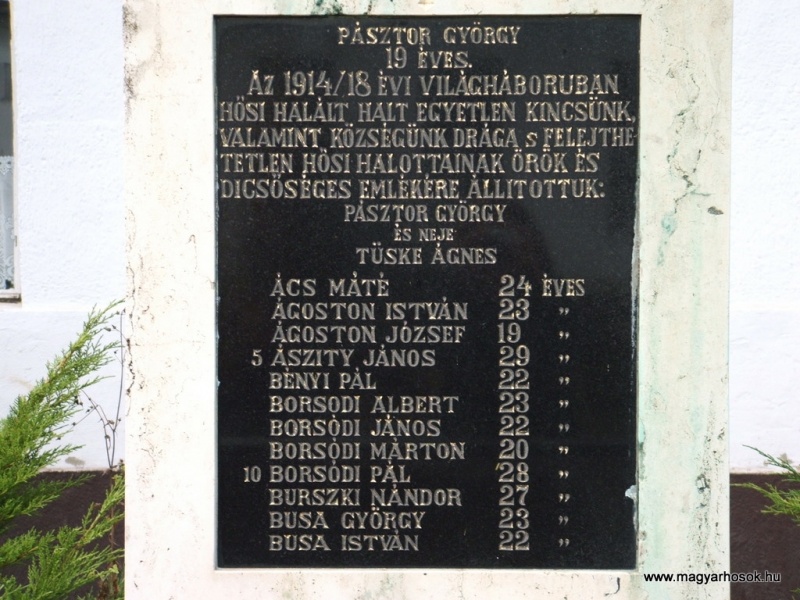 PÁSZTOR GYÖRGY
19 ÉVES.
AZ 1914/18 ÉVI VILÁGHÁBORUBAN
HŐSI HALÁLT HALT EGYETLEN KINCSÜNK,
VALAMINT KÖZSÉGÜNK DRÁGA S FELEJTHE-
TETLEN HŐSI HALOTTAINAK ÖRÖK ÉS
DICSŐSÉGES EMLÉKÉRE ÁLLITOTTUK:
PÁSZTOR GYÖRGY
ÉS NEJE
TÜSKE ÁGNES
ÁCS MÁTÉ 24 ÉVES
ÁGOSTON ISTVÁN 23 „
ÁGOSTON JÓZSEF 19 „
5 ÁSZITY JÁNOS 29 „
BÉNYI PÁL 22 „
BORSÓDI ALBERT 23 „
BORSÓDI JÁNOS 22 „
BORSÓDI MÁRTON 20 „
10 BORSÓDI PÁL 28 „
BURSZKI NÁNDOR 27 „
BUSA GYÖRGY 23 „
BUSA ISTVÁN 22 „
www.magyarhosok.hu